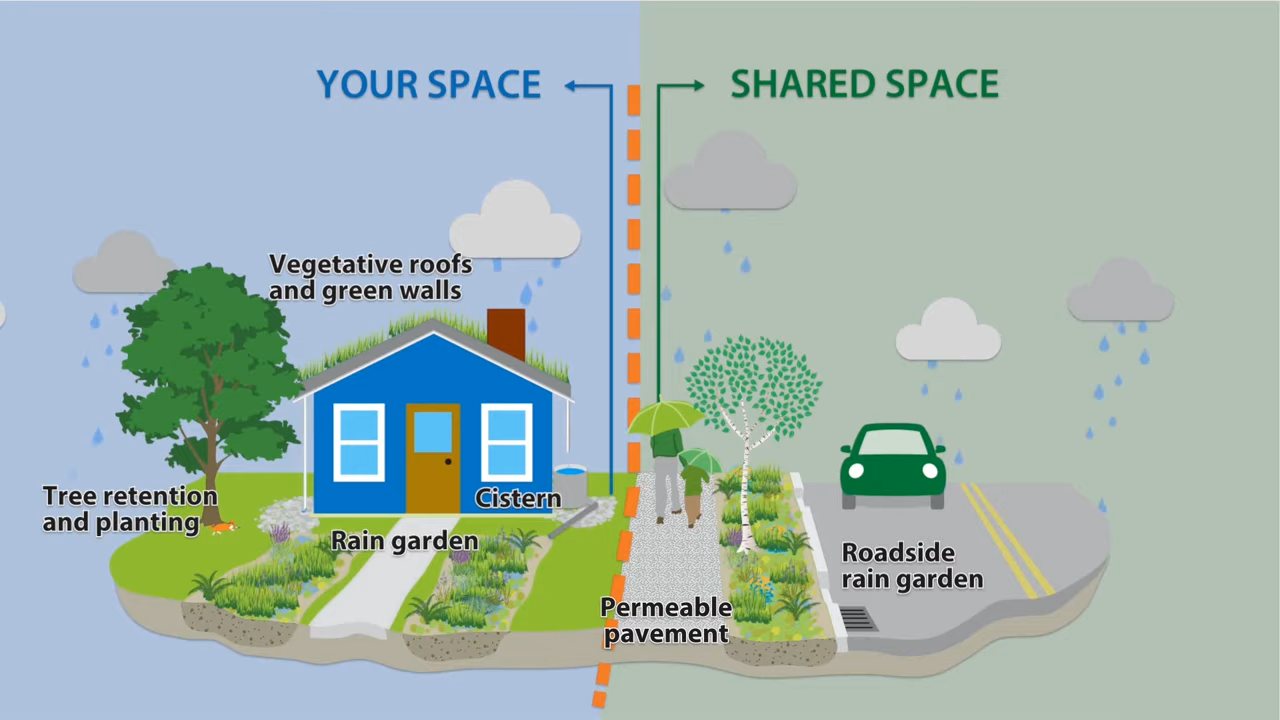 YOUR SPACE
SHARED SPACE
Vegetative roofs
and green walls
Tree retention
and planting
Cistern
Rain garden
Roadside
rain garden
Permeable
pavement